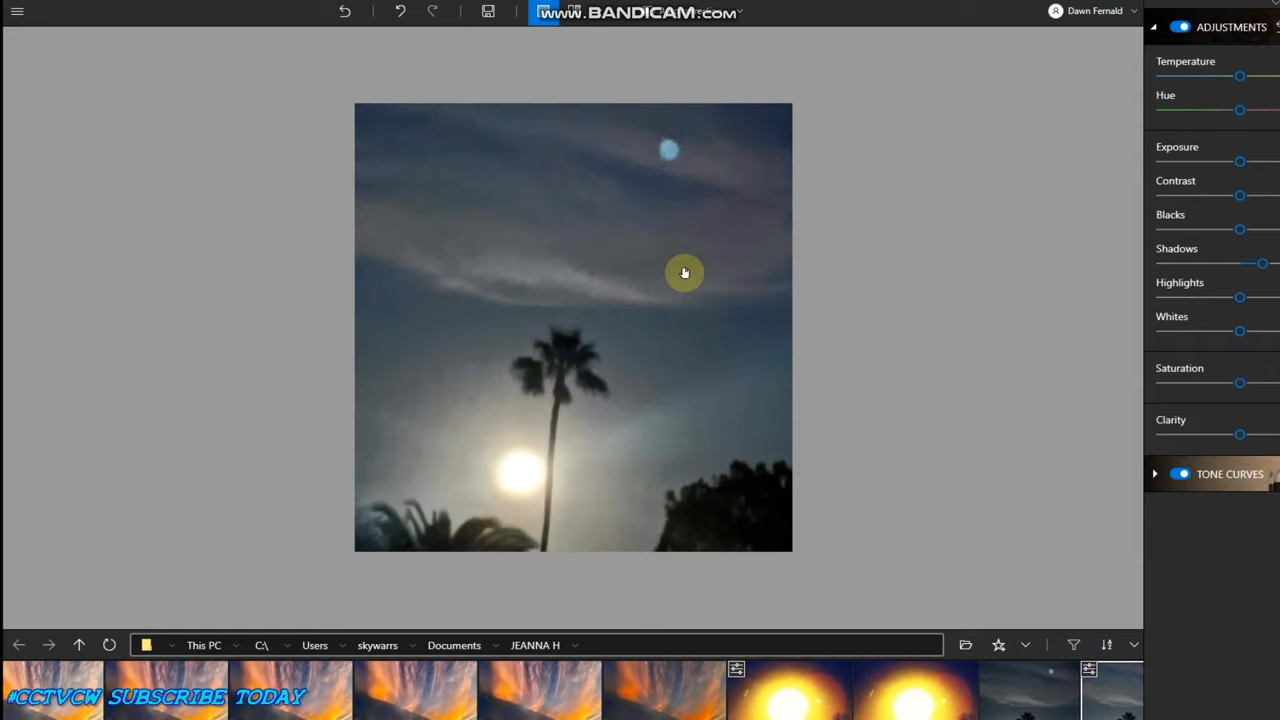 www.BANDICAM.com
Dawn Fernald
ADJUSTMENTS
Temperature
Hue
Exposure
Contrast
Blacks
Shadows
Highlights
Whites
Saturation
Clarity
TONE CURVES
This PC
C:\
Users
skywarrs
Documents
JEANNA H
#CCTVCW SUBSCRIBE TODAY